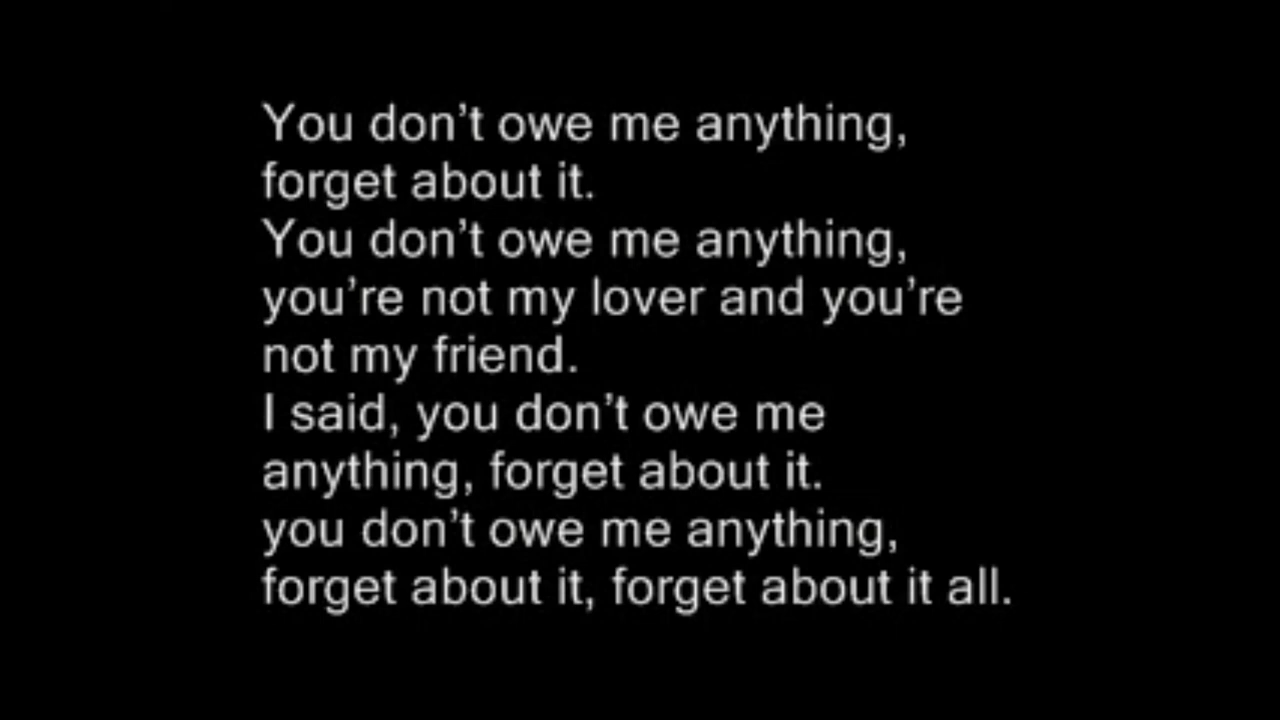 You don’t owe me anything,
forget about it.
You don’t owe me anything,
you’re not my lover and you’re
not my friend.
I said, you don’t owe me
anything, forget about it.
you don’t owe me anything,
forget about it, forget about it all.